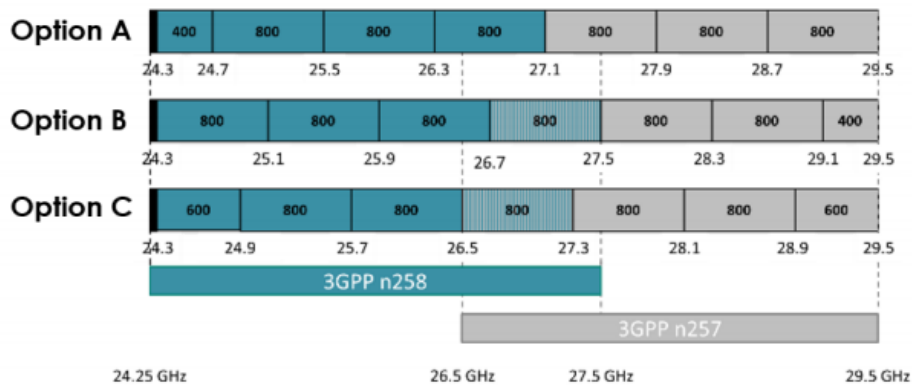 Option A
400 800 800 800 800 800 800
24.3 24.7 25.5 26.3 27.1 27.9 28.7 29.5
Option B
800 800 800 800 800 800 400
24.3 25.1 25.9 26.7 27.5 28.3 29.1 29.5
Option C
600 800 800 800 800 800 600
24.3 24.9 25.7 26.5 27.3 28.1 28.9 29.5
3GPP n258
3GPP n257
24.25 GHz 26.5 GHz 27.5 GHz 29.5 GHz